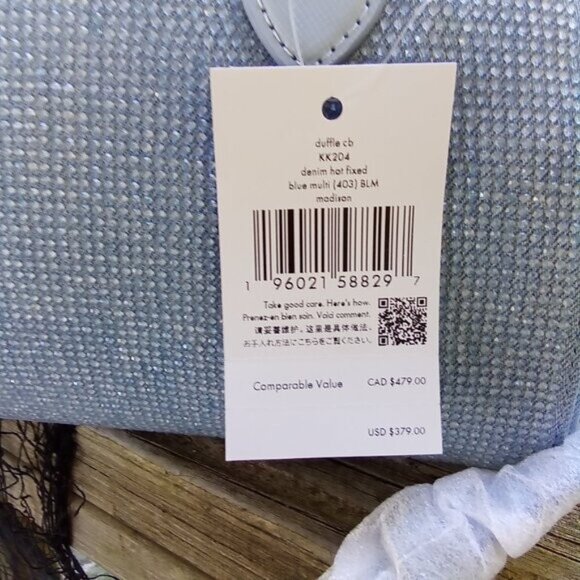 duffle cb
KK204
denim hot fixed
blue multi (403) BLM
madison
1 96021 58829 7
Take good care. Here's how.
Prenez-en bien soin. Voici comment.
请妥善维护。这里是具体做法。
お手入れ方法はこちらをご覧ください。
Comparable Value CAD $479.00
USD $379.00